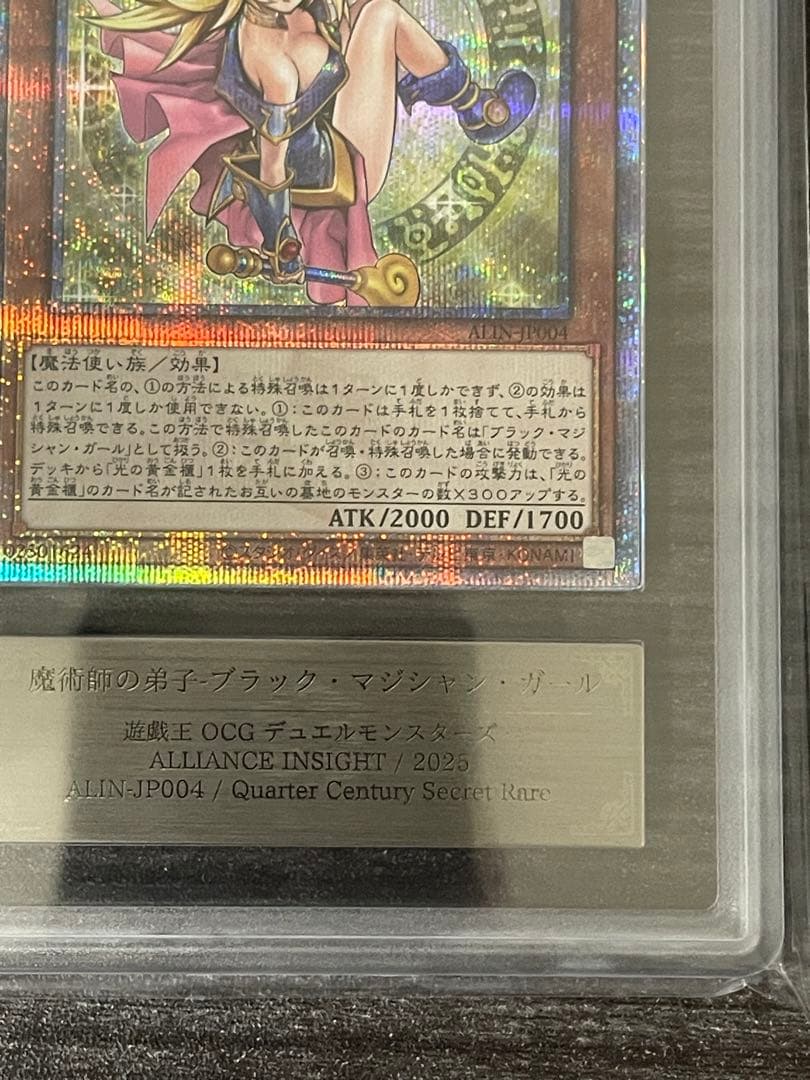 ALIN-JP004
【魔法使い族／効果】
このカード名の、①の方法による特殊召喚は1ターンに1度しかできず、②の効果は
1ターンに1度しか使用できない。①：このカードは手札を1枚捨てて、手札から
特殊召喚できる。この方法で特殊召喚したこのカードのカード名は「ブラック・マジ
シャン・ガール」として扱う。②：このカードが召喚・特殊召喚した場合に発動できる。
デッキから「光の黄金櫃」1枚を手札に加える。③：このカードの攻撃力は、「光の
黄金櫃」のカード名が記されたお互いの墓地のモンスターの数×300アップする。
ATK/2000 DEF/1700
KONAMI
魔術師の弟子-ブラック・マジシャン・ガール
遊戯王 OCG デュエルモンスターズ
ALLIANCE INSIGHT / 2025
ALIN-JP004 / Quarter Century Secret Rare